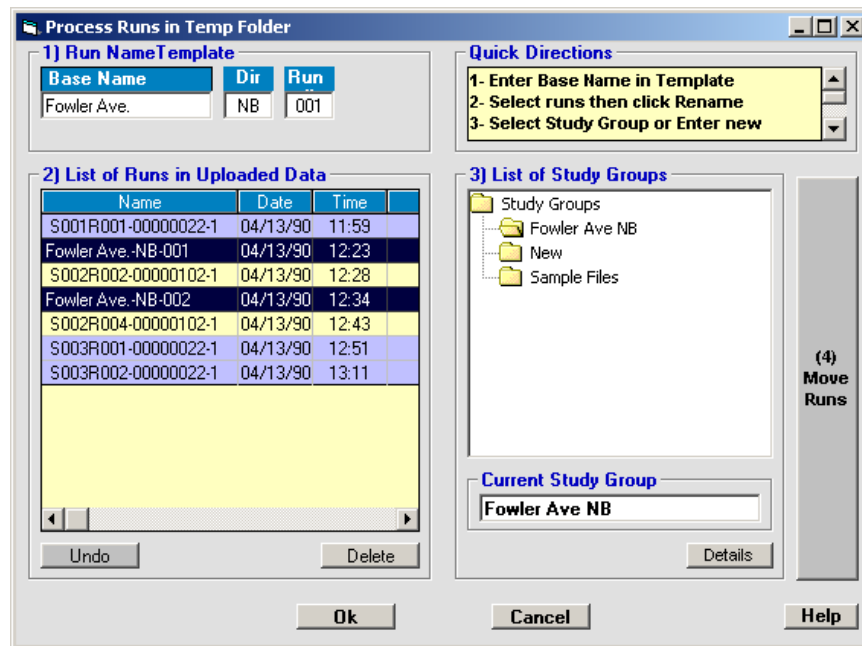 Process Runs in Temp Folder
1) Run NameTemplate
Base Name Dir Run
Fowler Ave. NB 001
Quick Directions
1- Enter Base Name in Template
2- Select runs then click Rename
3- Select Study Group or Enter new
2) List of Runs in Uploaded Data
Name Date Time
S001R001-00000022-1 04/13/90 11:59
Fowler Ave.-NB-001 04/13/90 12:23
S002R002-00000102-1 04/13/90 12:28
Fowler Ave.-NB-002 04/13/90 12:34
S002R004-00000102-1 04/13/90 12:43
S003R001-00000022-1 04/13/90 12:51
S003R002-00000022-1 04/13/90 13:11
Undo Delete
3) List of Study Groups
Study Groups
Fowler Ave NB
New
Sample Files
Current Study Group
Fowler Ave NB
Details
(4)
Move
Runs
Ok Cancel Help